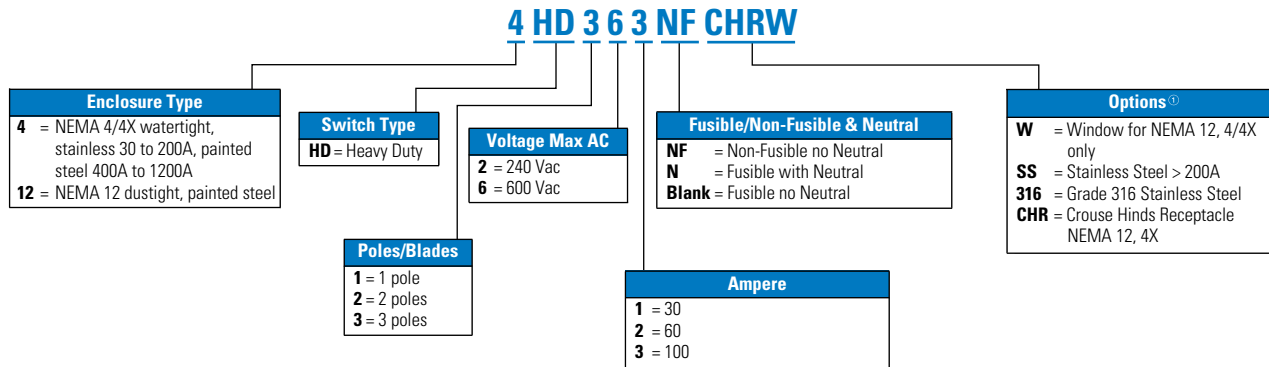 4 HD 3 6 3 NF CHRW
Enclosure Type
4 = NEMA 4/4X watertight,
stainless 30 to 200A, painted
steel 400A to 1200A
12 = NEMA 12 dustight, painted steel
Switch Type
HD = Heavy Duty
Poles/Blades
1 = 1 pole
2 = 2 poles
3 = 3 poles
Voltage Max AC
2 = 240 Vac
6 = 600 Vac
Ampere
1 = 30
2 = 60
3 = 100
Fusible/Non-Fusible & Neutral
NF = Non-Fusible no Neutral
N = Fusible with Neutral
Blank = Fusible no Neutral
Options ①
W = Window for NEMA 12, 4/4X
only
SS = Stainless Steel > 200A
316 = Grade 316 Stainless Steel
CHR = Crouse Hinds Receptacle
NEMA 12, 4X